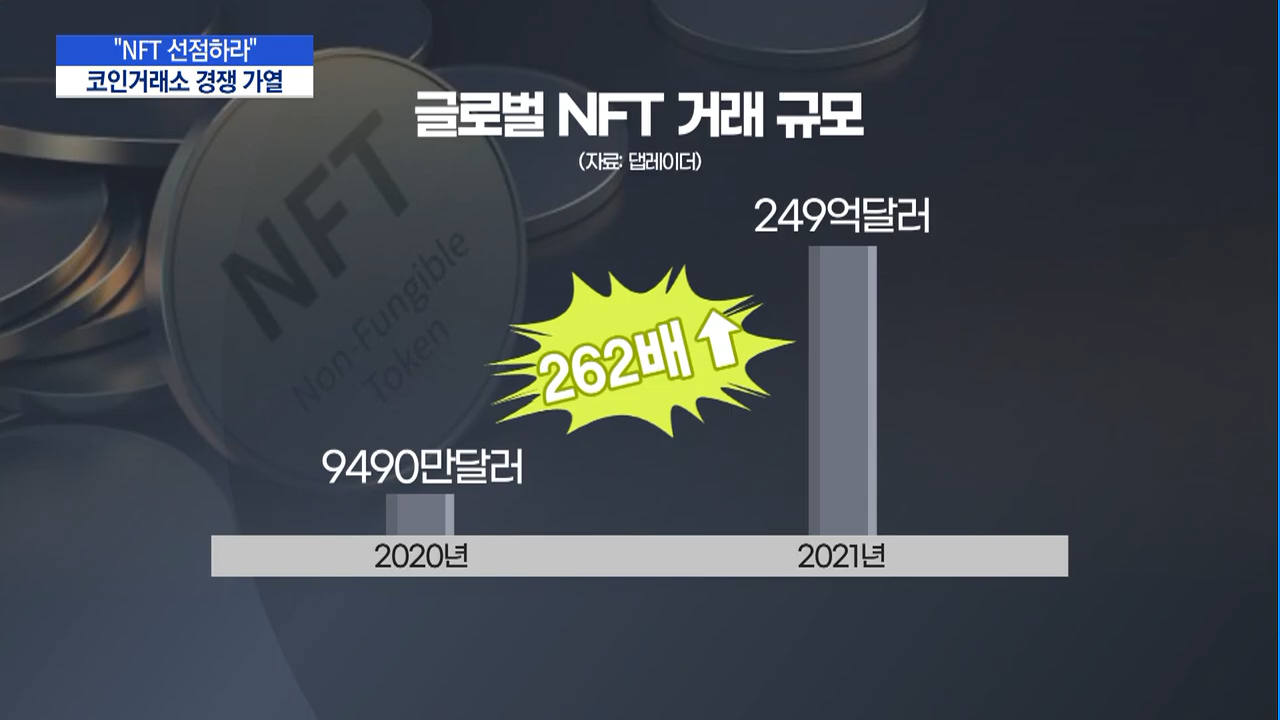 "NFT 선점하라"
코인거래소 경쟁 가열
글로벌 NFT 거래 규모
(자료: 댑레이더)
249억달러
262배
9490만달러
2020년
2021년
NFT
Non-Fungible
Token